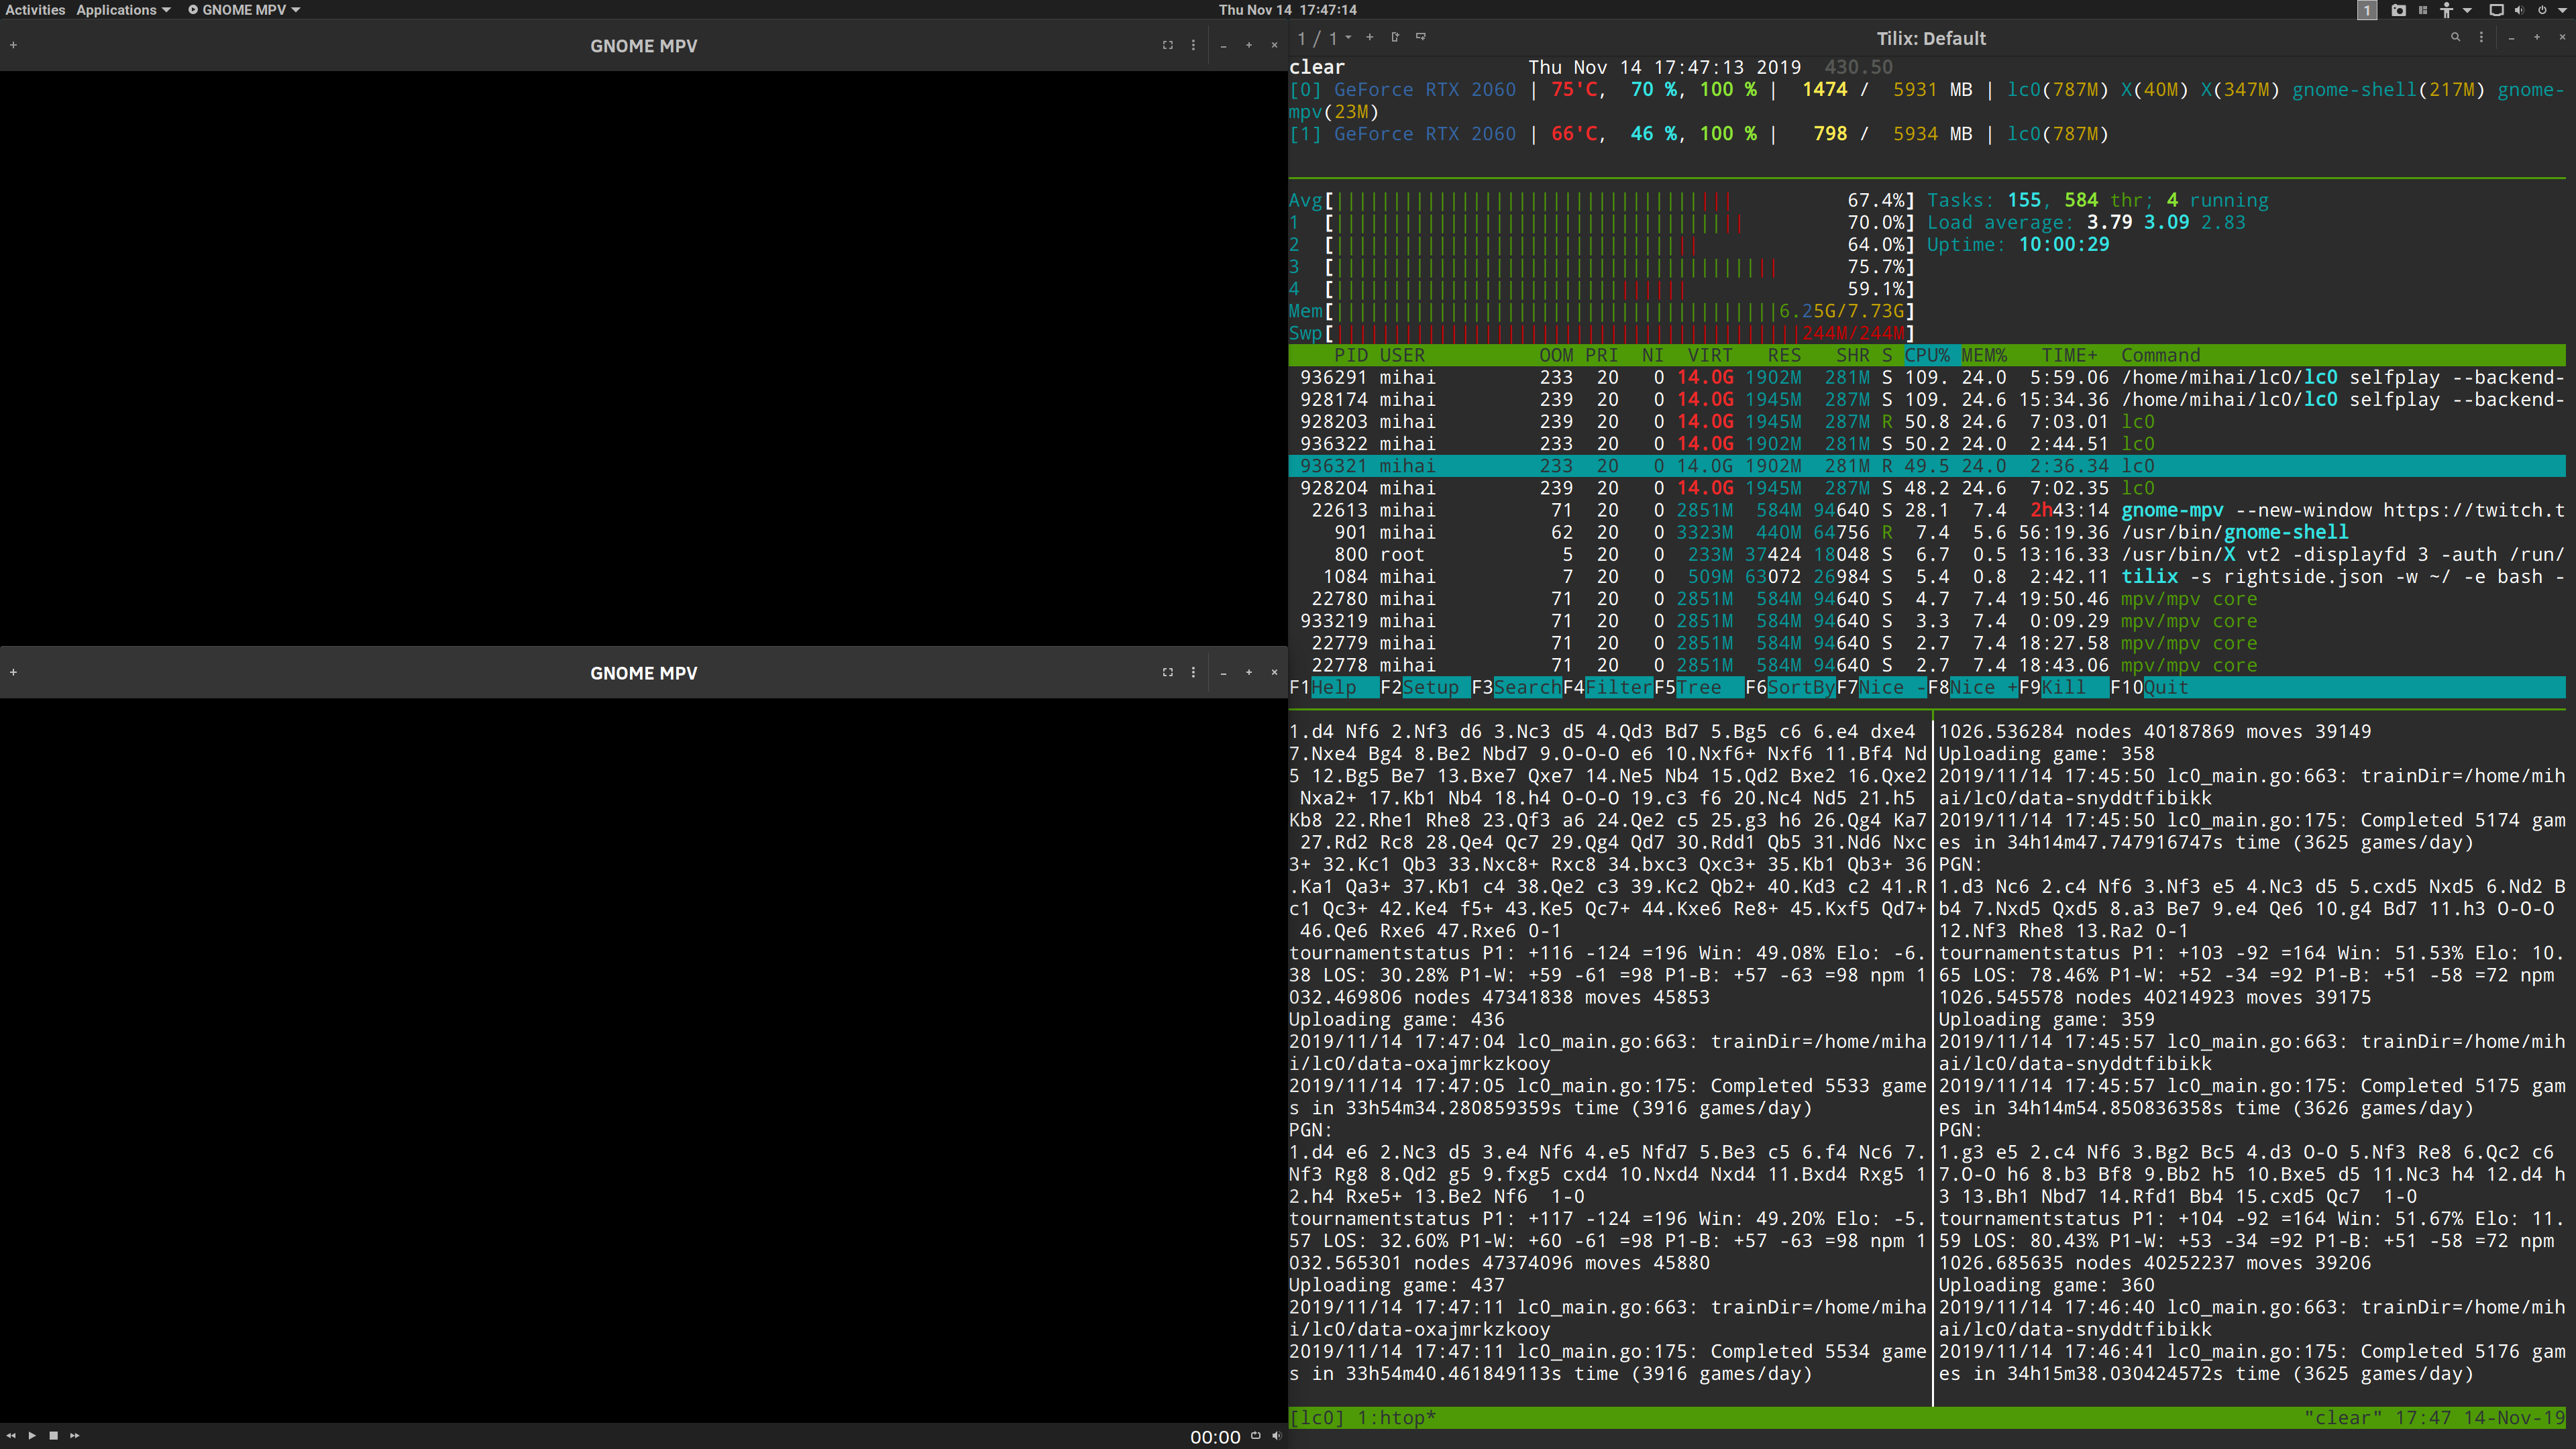 Activities Applications GNOME MPV Thu Nov 14 17:47:14 1
GNOME MPV
GNOME MPV
00:00
1 / 1 Tilix: Default
clear Thu Nov 14 17:47:13 2019 430.50
[0] GeForce RTX 2060 | 75'C, 70 %, 100 % | 1474 / 5931 MB | lc0(787M) X(40M) X(347M) gnome-shell(217M) gnome-
mpv(23M)
[1] GeForce RTX 2060 | 66'C, 46 %, 100 % | 798 / 5934 MB | lc0(787M)
Avg[ 67.4%] Tasks: 155, 584 thr; 4 running
1 [ 70.0%] Load average: 3.79 3.09 2.83
2 [ 64.0%] Uptime: 10:00:29
3 [ 75.7%]
4 [ 59.1%]
Mem[ 6.25G/7.73G]
Swp[ 244M/244M]
PID USER OOM PRI NI VIRT RES SHR S CPU% MEM% TIME+ Command
936291 mihai 233 20 0 14.0G 1902M 281M S 109. 24.0 5:59.06 /home/mihai/lc0/lc0 selfplay --backend-
928174 mihai 239 20 0 14.0G 1945M 287M S 109. 24.6 15:34.36 /home/mihai/lc0/lc0 selfplay --backend-
928203 mihai 239 20 0 14.0G 1945M 287M R 50.8 24.6 7:03.01 lc0
936322 mihai 233 20 0 14.0G 1902M 281M S 50.2 24.0 2:44.51 lc0
936321 mihai 233 20 0 14.0G 1902M 281M R 49.5 24.0 2:36.34 lc0
928204 mihai 239 20 0 14.0G 1945M 287M S 48.2 24.6 7:02.35 lc0
22613 mihai 71 20 0 2851M 584M 94640 S 28.1 7.4 2h43:14 gnome-mpv --new-window https://twitch.t
901 mihai 62 20 0 3323M 440M 64756 R 7.4 5.6 56:19.36 /usr/bin/gnome-shell
800 root 5 20 0 233M 37424 18048 S 6.7 0.5 13:16.33 /usr/bin/X vt2 -displayfd 3 -auth /run/
1084 mihai 7 20 0 509M 63072 26984 S 5.4 0.8 2:42.11 tilix -s rightside.json -w ~/ -e bash -
22780 mihai 71 20 0 2851M 584M 94640 S 4.7 7.4 19:50.46 mpv/mpv core
933219 mihai 71 20 0 2851M 584M 94640 S 3.3 7.4 0:09.29 mpv/mpv core
22779 mihai 71 20 0 2851M 584M 94640 S 2.7 7.4 18:27.58 mpv/mpv core
22778 mihai 71 20 0 2851M 584M 94640 S 2.7 7.4 18:43.06 mpv/mpv core
F1Help F2Setup F3SearchF4FilterF5Tree F6SortByF7Nice -F8Nice +F9Kill F10Quit
1.d4 Nf6 2.Nf3 d6 3.Nc3 d5 4.Qd3 Bd7 5.Bg5 c6 6.e4 dxe4
7.Nxe4 Bg4 8.Be2 Nbd7 9.O-O-O e6 10.Nxf6+ Nxf6 11.Bf4 Nd
5 12.Bg5 Be7 13.Bxe7 Qxe7 14.Ne5 Nb4 15.Qd2 Bxe2 16.Qxe2
Nxa2+ 17.Kb1 Nb4 18.h4 O-O-O 19.c3 f6 20.Nc4 Nd5 21.h5
Kb8 22.Rhe1 Rhe8 23.Qf3 a6 24.Qe2 c5 25.g3 h6 26.Qg4 Ka7
27.Rd2 Rc8 28.Qe4 Qc7 29.Qg4 Qd7 30.Rdd1 Qb5 31.Nd6 Nxc
3+ 32.Kc1 Qb3 33.Nxc8+ Rxc8 34.bxc3 Qxc3+ 35.Kb1 Qb3+ 36
.Ka1 Qa3+ 37.Kb1 c4 38.Qe2 c3 39.Kc2 Qb2+ 40.Kd3 c2 41.R
c1 Qc3+ 42.Ke4 f5+ 43.Ke5 Qc7+ 44.Kxe6 Re8+ 45.Kxf5 Qd7+
46.Qe6 Rxe6 47.Rxe6 0-1
tournamentstatus P1: +116 -124 =196 Win: 49.08% Elo: -6.
38 LOS: 30.28% P1-W: +59 -61 =98 P1-B: +57 -63 =98 npm 1
032.469806 nodes 47341838 moves 45853
Uploading game: 436
2019/11/14 17:47:04 lc0_main.go:663: trainDir=/home/miha
i/lc0/data-oxajmrkzkooy
2019/11/14 17:47:05 lc0_main.go:175: Completed 5533 game
s in 33h54m34.280859359s time (3916 games/day)
PGN:
1.d4 e6 2.Nc3 d5 3.e4 Nf6 4.e5 Nfd7 5.Be3 c5 6.f4 Nc6 7.
Nf3 Rg8 8.Qd2 g5 9.fxg5 cxd4 10.Nxd4 Nxd4 11.Bxd4 Rxg5 1
2.h4 Rxe5+ 13.Be2 Nf6 1-0
tournamentstatus P1: +117 -124 =196 Win: 49.20% Elo: -5.
57 LOS: 32.60% P1-W: +60 -61 =98 P1-B: +57 -63 =98 npm 1
032.565301 nodes 47374096 moves 45880
Uploading game: 437
2019/11/14 17:47:11 lc0_main.go:663: trainDir=/home/miha
i/lc0/data-oxajmrkzkooy
2019/11/14 17:47:11 lc0_main.go:175: Completed 5534 game
s in 33h54m40.461849113s time (3916 games/day)
1026.536284 nodes 40187869 moves 39149
Uploading game: 358
2019/11/14 17:45:50 lc0_main.go:663: trainDir=/home/mih
ai/lc0/data-snyddtfibikk
2019/11/14 17:45:50 lc0_main.go:175: Completed 5174 gam
es in 34h14m47.747916747s time (3625 games/day)
PGN:
1.d3 Nc6 2.c4 Nf6 3.Nf3 e5 4.Nc3 d5 5.cxd5 Nxd5 6.Nd2 B
b4 7.Nxd5 Qxd5 8.a3 Be7 9.e4 Qe6 10.g4 Bd7 11.h3 O-O-O
12.Nf3 Rhe8 13.Ra2 0-1
tournamentstatus P1: +103 -92 =164 Win: 51.53% Elo: 10.
65 LOS: 78.46% P1-W: +52 -34 =92 P1-B: +51 -58 =72 npm
1026.545578 nodes 40214923 moves 39175
Uploading game: 359
2019/11/14 17:45:57 lc0_main.go:663: trainDir=/home/mih
ai/lc0/data-snyddtfibikk
2019/11/14 17:45:57 lc0_main.go:175: Completed 5175 gam
es in 34h14m54.850836358s time (3626 games/day)
PGN:
1.g3 e5 2.c4 Nf6 3.Bg2 Bc5 4.d3 O-O 5.Nf3 Re8 6.Qc2 c6
7.O-O h6 8.b3 Bf8 9.Bb2 h5 10.Bxe5 d5 11.Nc3 h4 12.d4 h
3 13.Bh1 Nbd7 14.Rfd1 Bb4 15.cxd5 Qc7 1-0
tournamentstatus P1: +104 -92 =164 Win: 51.67% Elo: 11.
59 LOS: 80.43% P1-W: +53 -34 =92 P1-B: +51 -58 =72 npm
1026.685635 nodes 40252237 moves 39206
Uploading game: 360
2019/11/14 17:46:40 lc0_main.go:663: trainDir=/home/mih
ai/lc0/data-snyddtfibikk
2019/11/14 17:46:41 lc0_main.go:175: Completed 5176 gam
es in 34h15m38.030424572s time (3625 games/day)
[lc0] 1:htop* "clear" 17:47 14-Nov-19